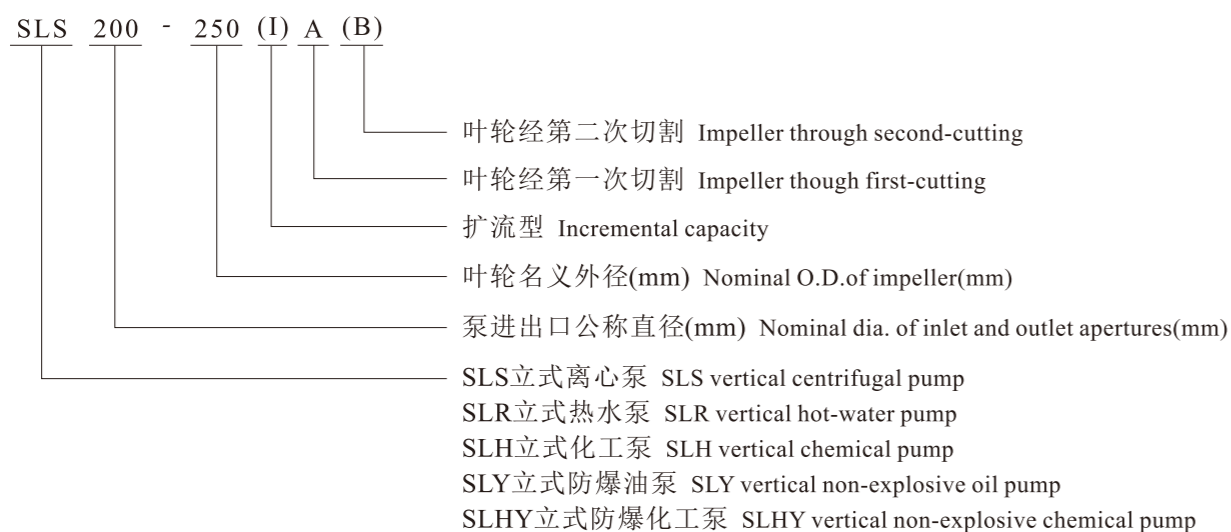 SLS 200 - 250 (I) A (B)
叶轮经第二次切割 Impeller through second-cutting
叶轮经第一次切割 Impeller though first-cutting
扩流型 Incremental capacity
叶轮名义外径(mm) Nominal O.D.of impeller(mm)
泵进出口公称直径(mm) Nominal dia. of inlet and outlet apertures(mm)
SLS立式离心泵 SLS vertical centrifugal pump
SLR立式热水泵 SLR vertical hot-water pump
SLH立式化工泵 SLH vertical chemical pump
SLY立式防爆油泵 SLY vertical non-explosive oil pump
SLHY立式防爆化工泵 SLHY vertical non-explosive chemical pump